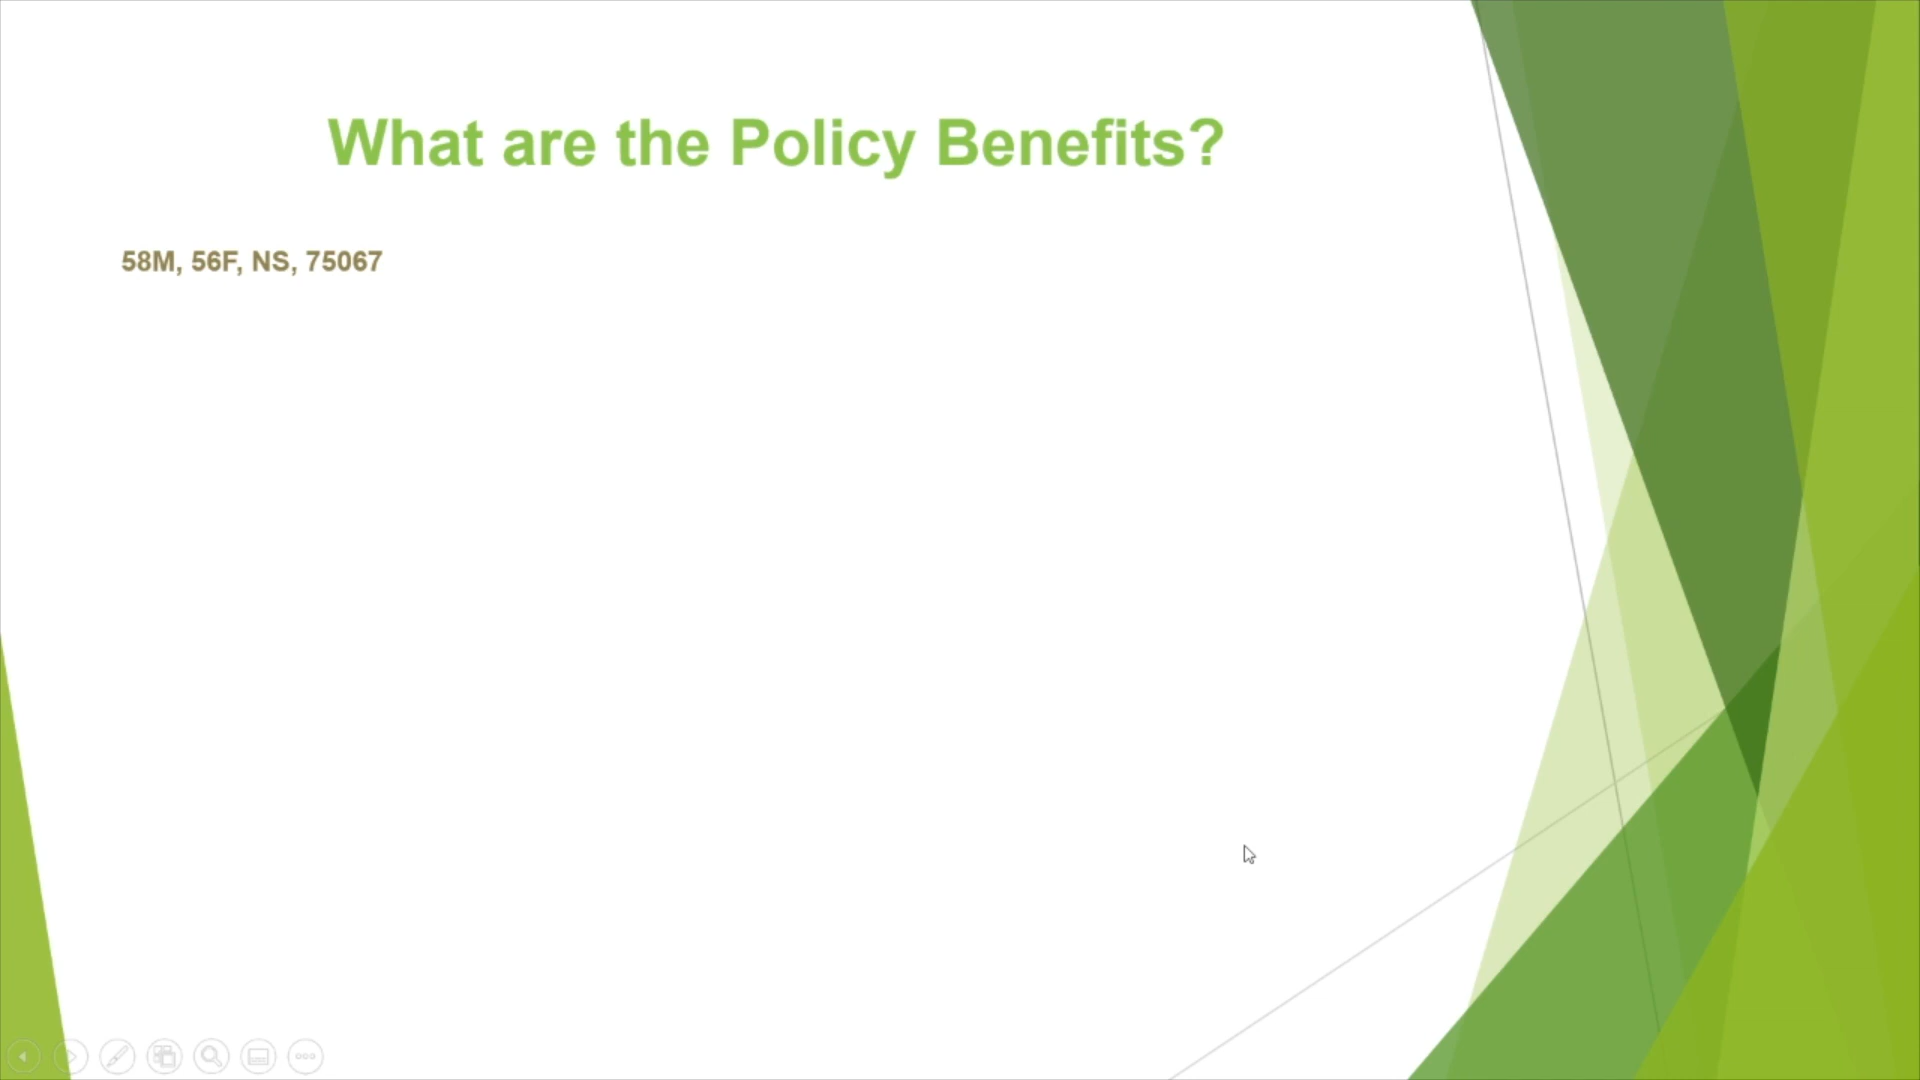 What are the Policy Benefits?
58M, 56F, NS, 75067